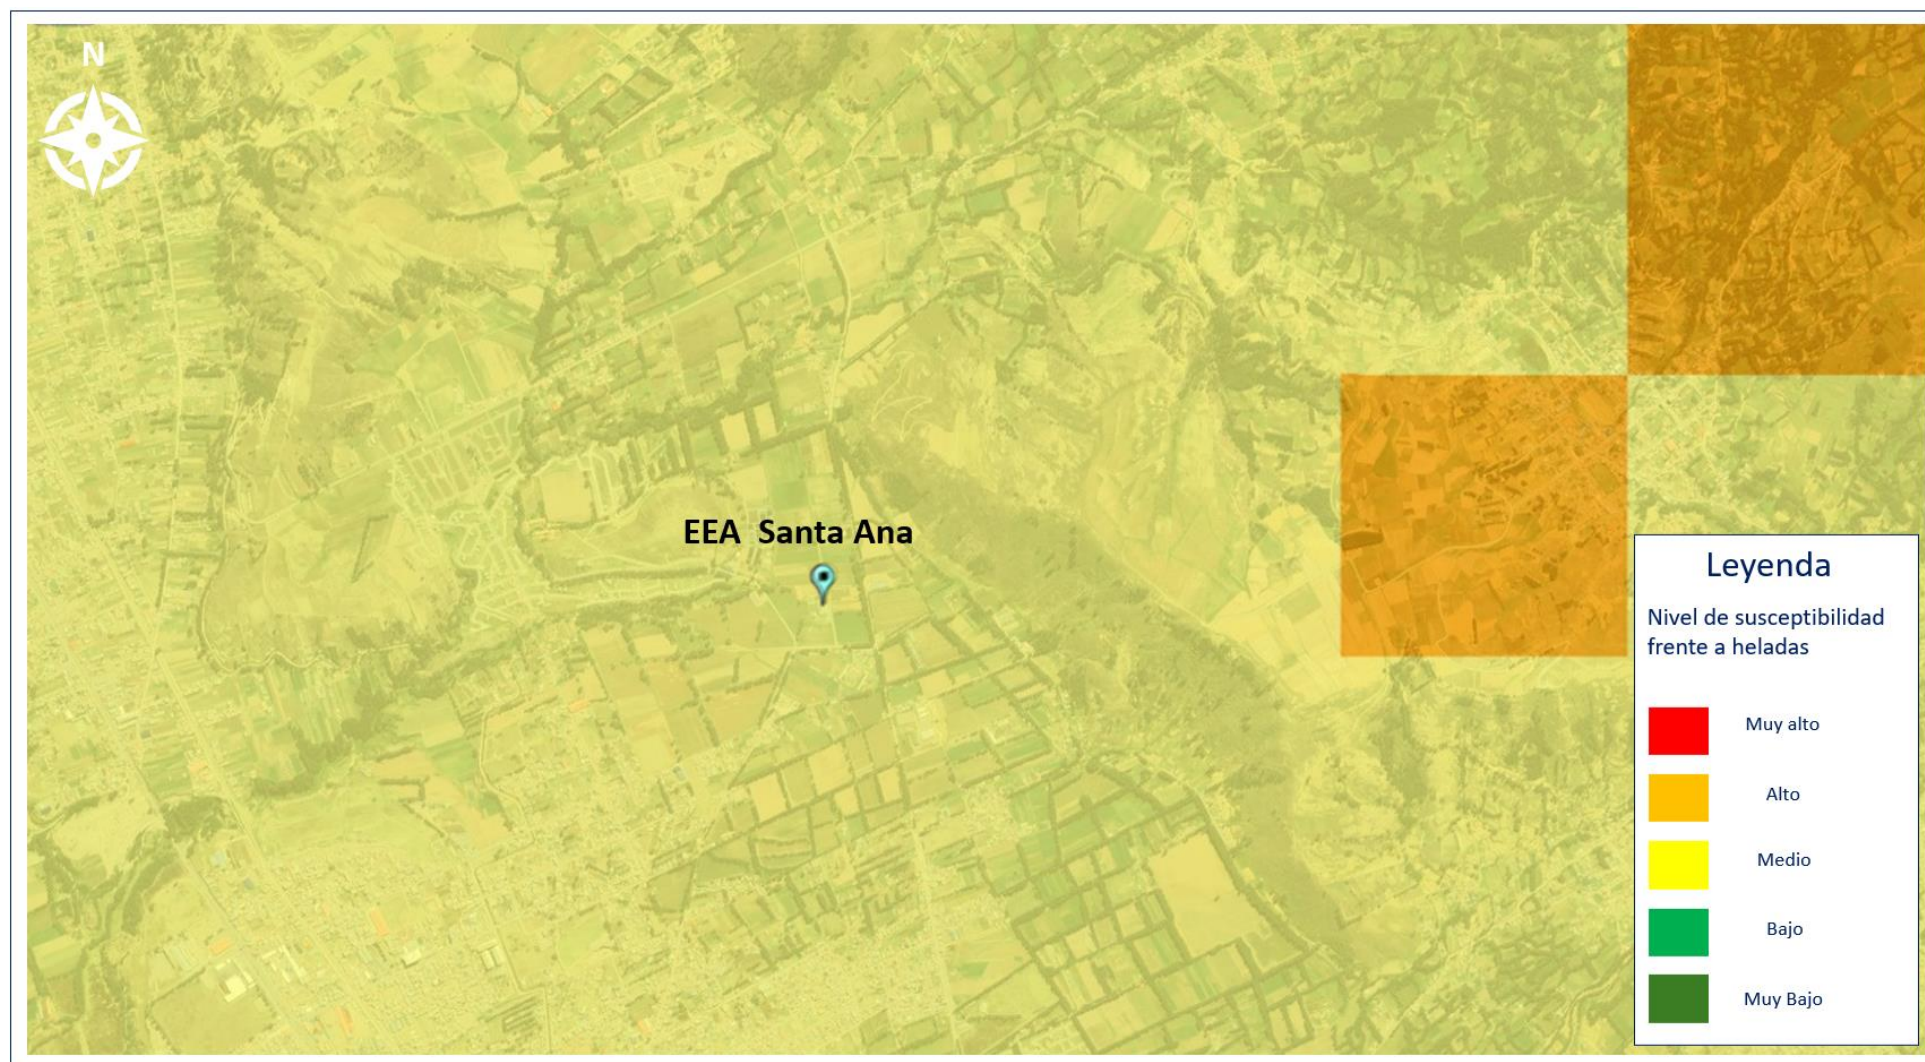 N
EEA  Santa Ana
Leyenda
Nivel de susceptibilidad
frente a heladas
Muy alto
Alto
Medio
Bajo
Muy Bajo